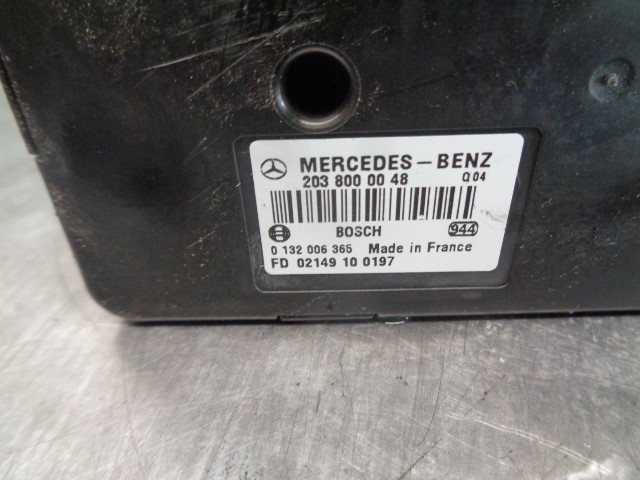 MERCEDES-BENZ
203 800 00 48 Q04
BOSCH 944
0 132 006 365 Made in France
FD 02149 10 0197